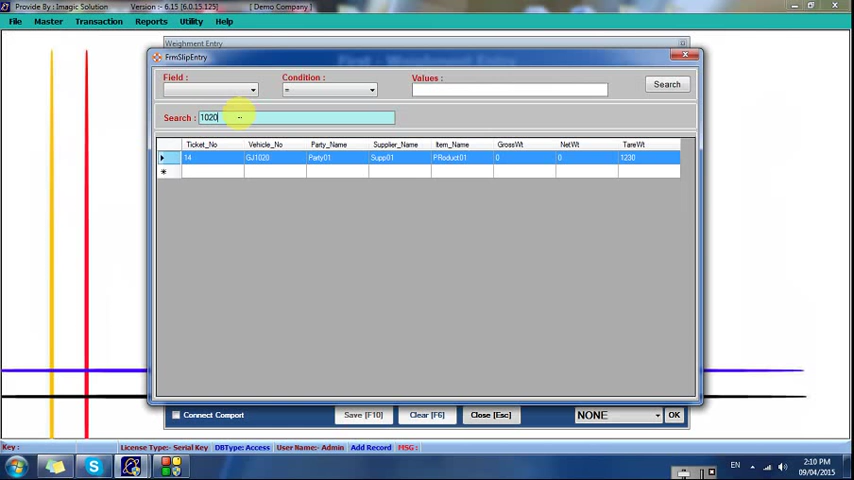 Provide By : Imagic Solution Version :- 6.15 [6.0.15.125] [ Demo Company ]
File Master Transaction Reports Utility Help
Weighment Entry
FrmSlipEntry
Field : Condition : Values :
= Search
Search : 1020
Ticket_No Vehicle_No Party_Name Supplier_Name Item_Name GrossWt NetWt TareWt
14 GJ1020 Party01 Supp01 PRoduct01 0 0 1230
Connect Comport Save [F10] Clear [F6] Close [Esc] NONE OK
Key : License Type:- Serial Key DBType: Access User Name:- Admin Add Record MSG :
EN 2:10 PM
09/04/2015